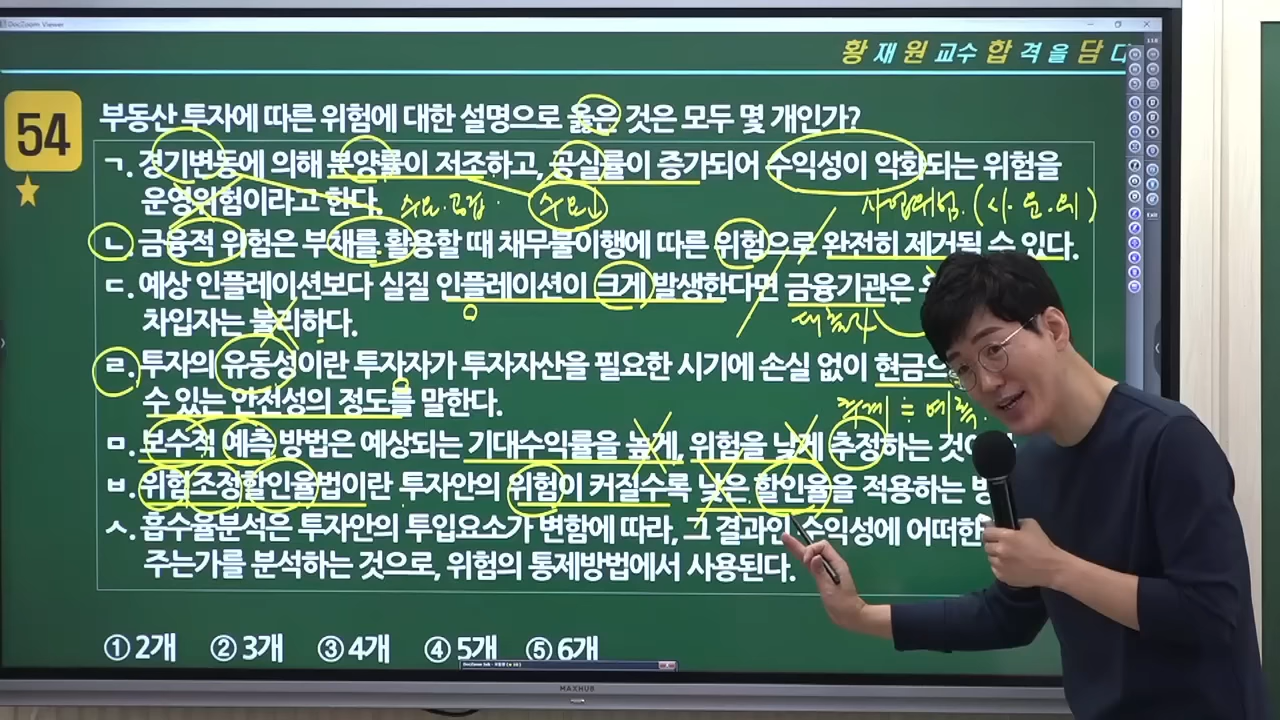 DocZoom Viewer
황재원 교수 합격을 담다
54
부동산 투자에 따른 위험에 대한 설명으로 옳은 것은 모두 몇 개인가?
ㄱ. 경기변동에 의해 분양률이 저조하고, 공실률이 증가되어 수익성이 악화되는 위험을
운영위험이라고 한다. 수요·공급 수요↓ 사업위험.(시.운.위)
ㄴ. 금융적 위험은 부채를 활용할 때 채무불이행에 따른 위험으로 완전히 제거될 수 있다.
ㄷ. 예상 인플레이션보다 실질 인플레이션이 크게 발생한다면 금융기관은
차입자는 불리하다.
ㄹ. 투자의 유동성이란 투자자가 투자자산을 필요한 시기에 손실 없이 현금으
수 있는 안전성의 정도를 말한다.
ㅁ. 보수적 예측 방법은 예상되는 기대수익률을 높게, 위험을 낮게 추정하는 것
ㅂ. 위험조정할인율법이란 투자안의 위험이 커질수록 낮은 할인율을 적용하는
ㅅ. 흡수율분석은 투자안의 투입요소가 변함에 따라, 그 결과인 수익성에 어떠한
주는가를 분석하는 것으로, 위험의 통제방법에서 사용된다.
① 2개 ② 3개 ③ 4개 ④ 5개 ⑤ 6개
MAXHUB